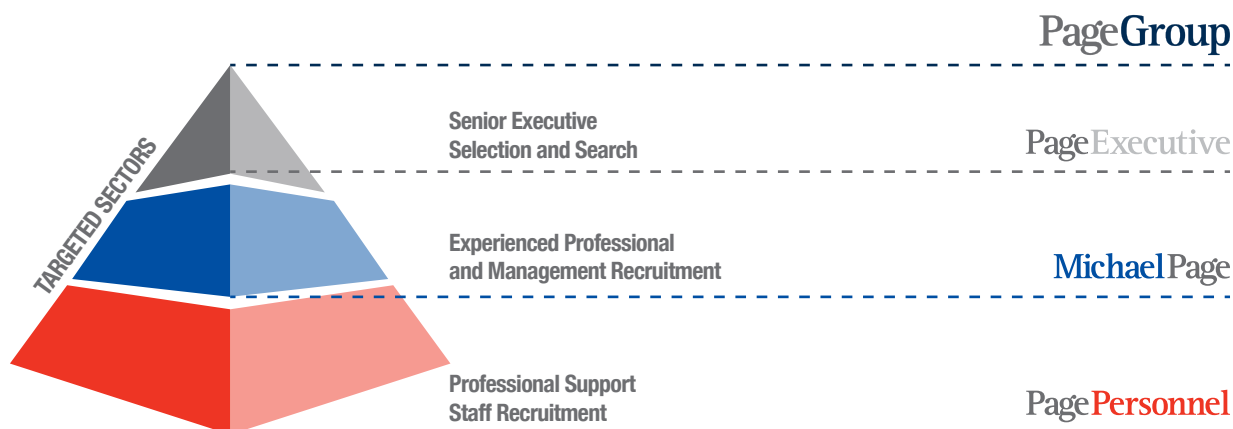 PageGroup
TARGETED SECTORS
Senior Executive
Selection and Search
PageExecutive
Experienced Professional
and Management Recruitment
MichaelPage
Professional Support
Staff Recruitment
PagePersonnel